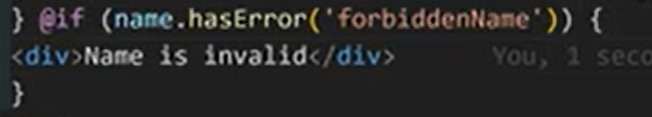 } @if (name.hasError('forbiddenName')) {
<div>Name is invalid</div> You, 1 seco
}